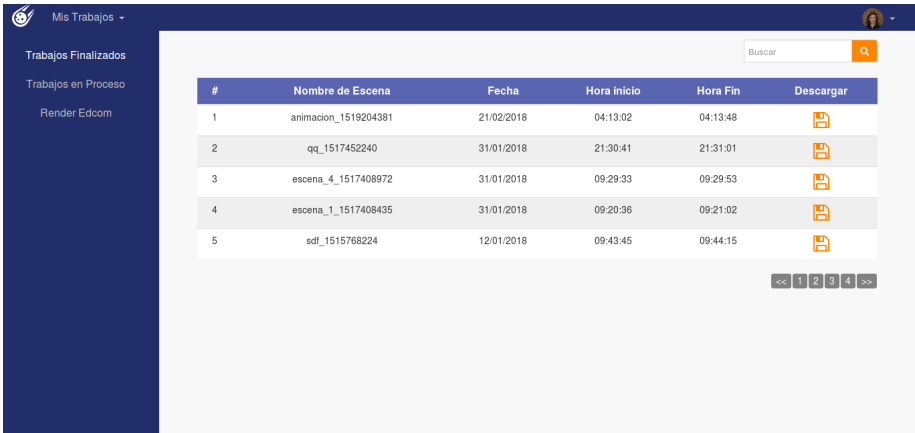 Mis Trabajos
Trabajos Finalizados
Trabajos en Proceso
Render Edcom
Buscar
# Nombre de Escena Fecha Hora inicio Hora Fin Descargar
1 animacion_1519204381 21/02/2018 04:13:02 04:13:48
2 qq_1517452240 31/01/2018 21:30:41 21:31:01
3 escena_4_1517408972 31/01/2018 09:29:33 09:29:53
4 escena_1_1517408435 31/01/2018 09:20:36 09:21:02
5 sdf_1515768224 12/01/2018 09:43:45 09:44:15
<< 1 2 3 4 >>